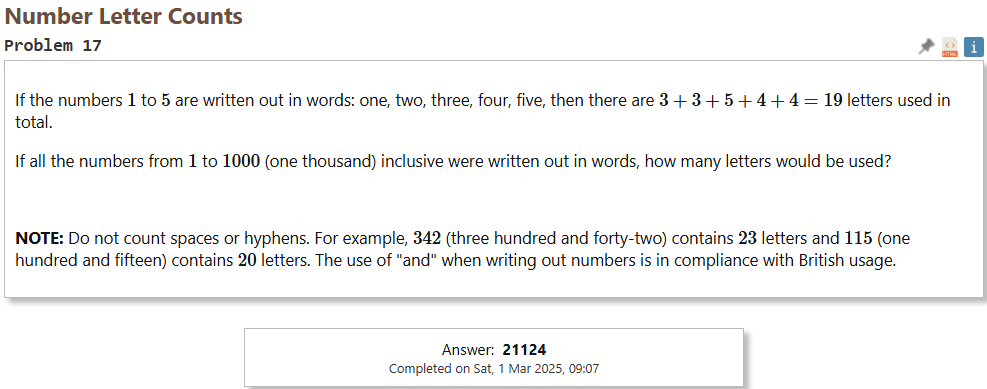 Number Letter Counts
Problem 17
If the numbers 1 to 5 are written out in words: one, two, three, four, five, then there are 3 + 3 + 5 + 4 + 4 = 19 letters used in
total.
If all the numbers from 1 to 1000 (one thousand) inclusive were written out in words, how many letters would be used?
NOTE: Do not count spaces or hyphens. For example, 342 (three hundred and forty-two) contains 23 letters and 115 (one
hundred and fifteen) contains 20 letters. The use of "and" when writing out numbers is in compliance with British usage.
Answer: 21124
Completed on Sat, 1 Mar 2025, 09:07